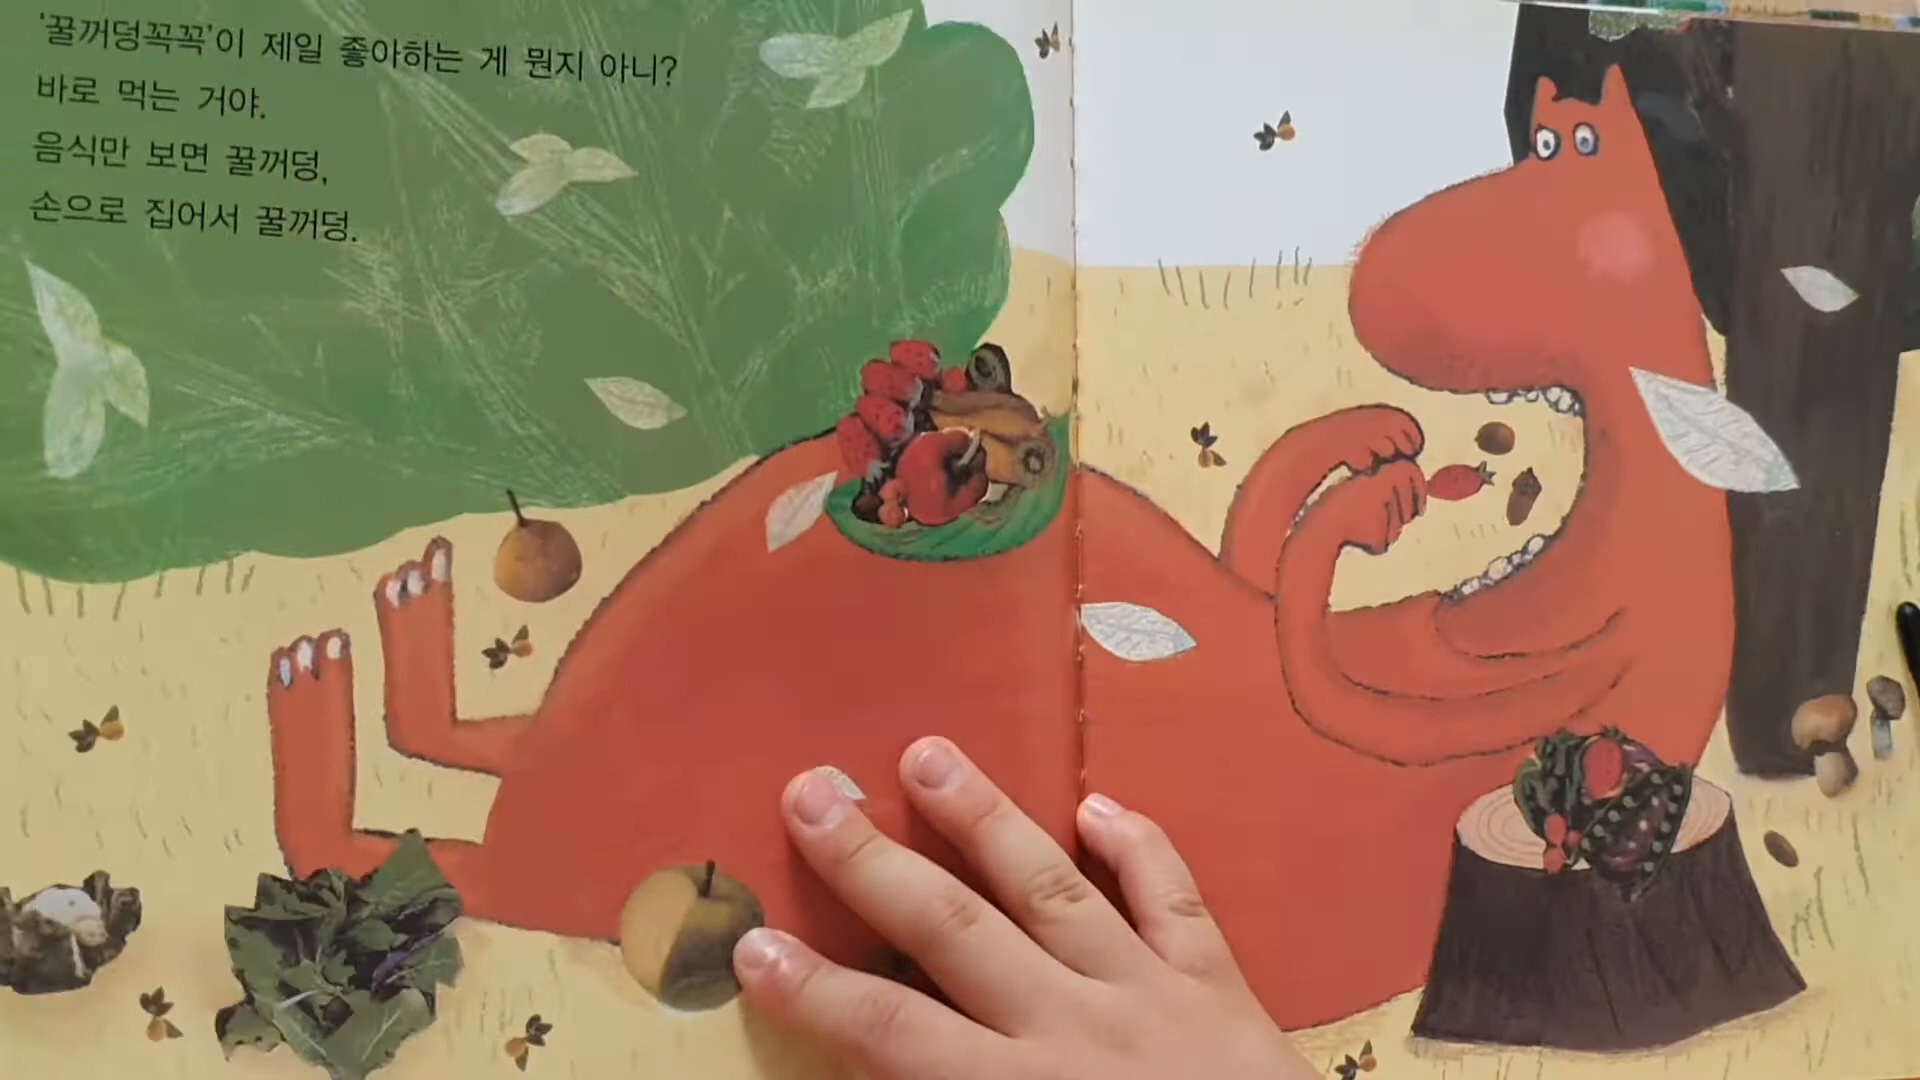 '꿀꺼덩꼭꼭'이 제일 좋아하는 게 뭔지 아니?
바로 먹는 거야.
음식만 보면 꿀꺼덩,
손으로 집어서 꿀꺼덩.